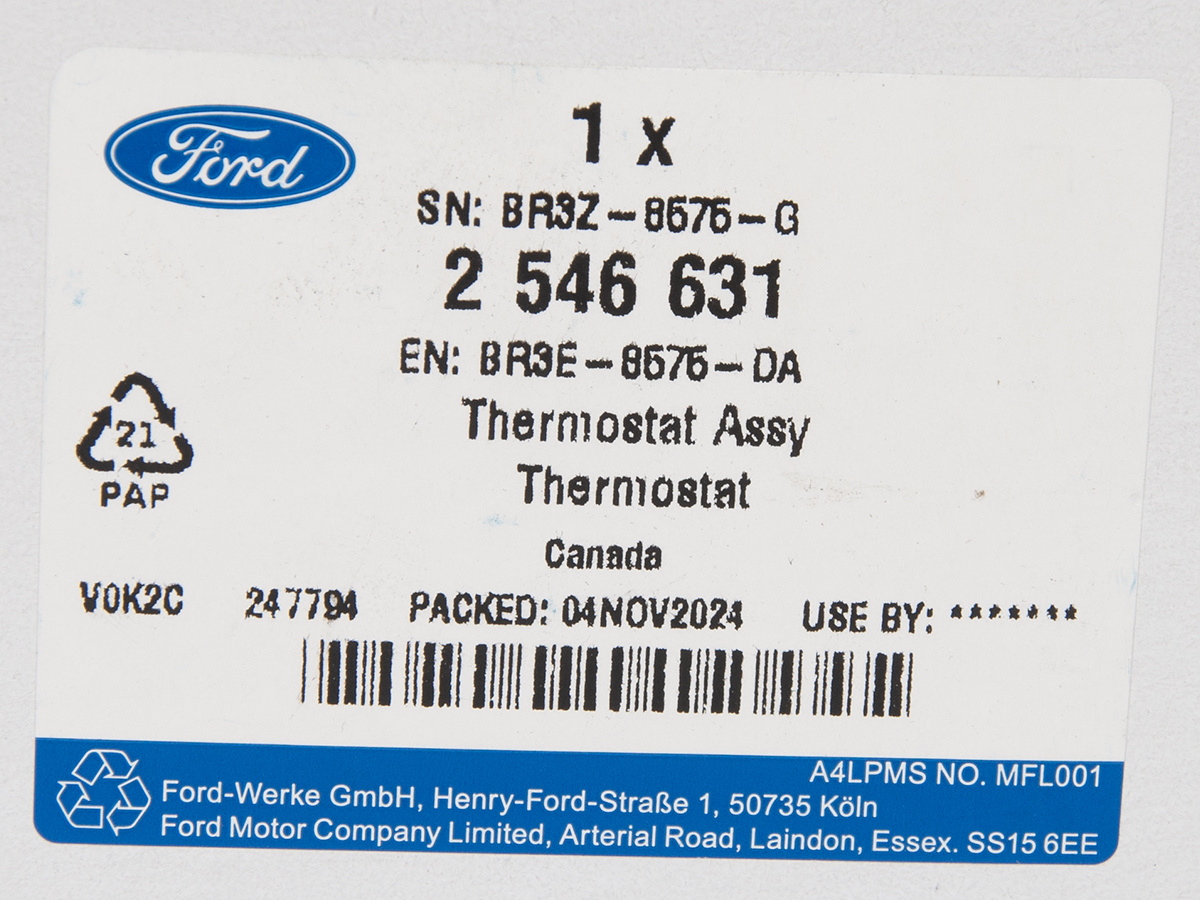 Ford
1 x
SN: BR3Z-8575-G
2 546 631
EN: BR3E-8575-DA
Thermostat Assy
Thermostat
Canada
21
PAP
V0K2C 247794 PACKED: 04NOV2024 USE BY: *******
A4LPMS NO. MFL001
Ford-Werke GmbH, Henry-Ford-Straße 1, 50735 Köln
Ford Motor Company Limited, Arterial Road, Laindon, Essex. SS15 6EE